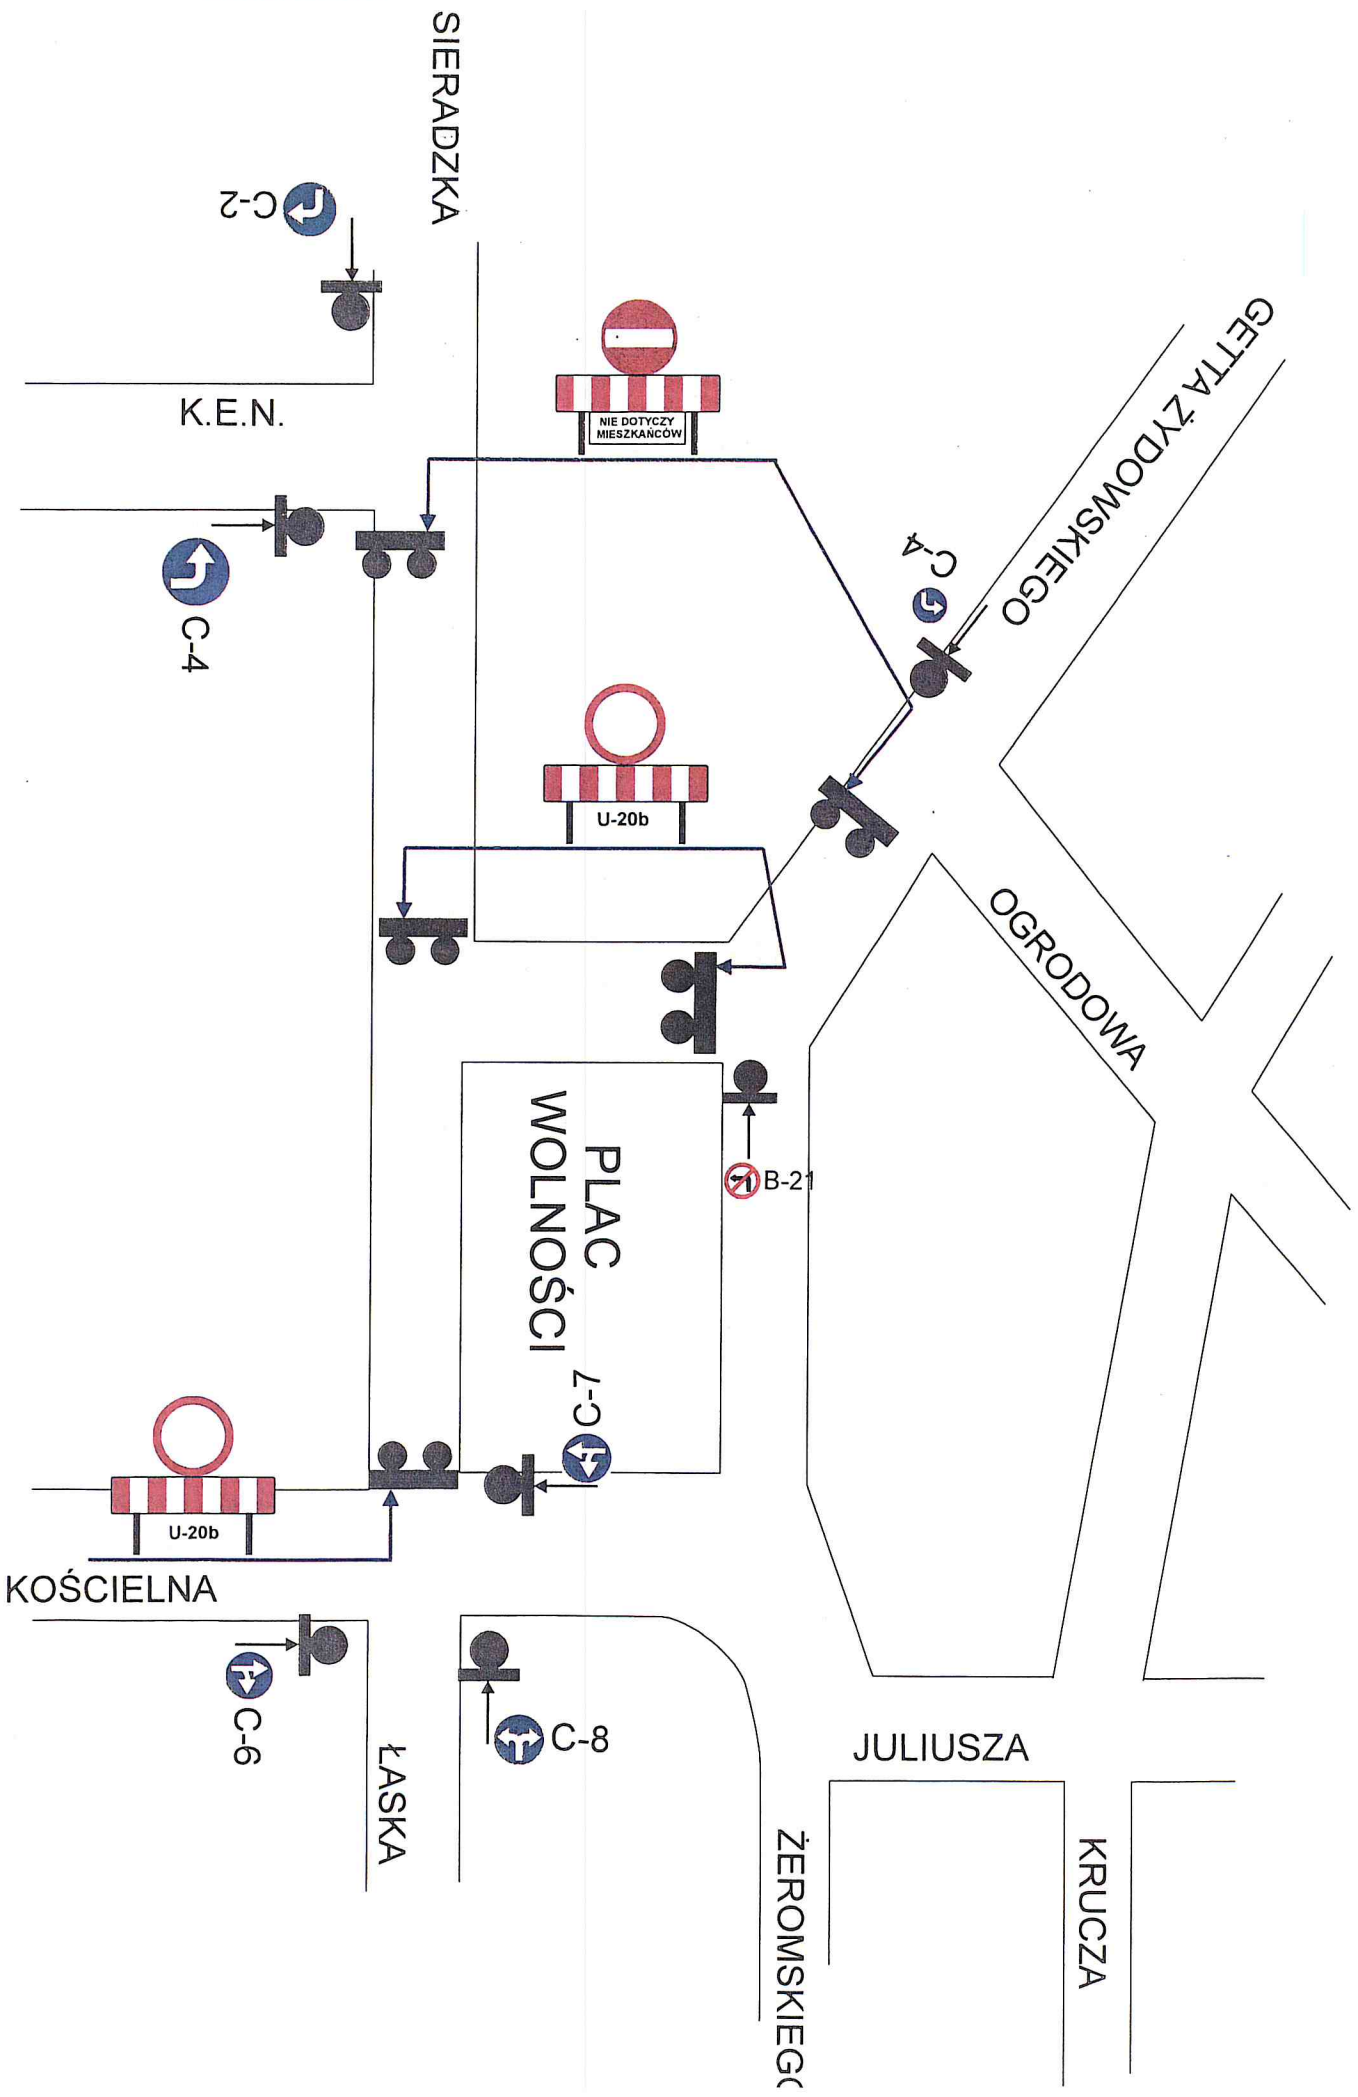 SIERADZKA
C-2
GETTA ŻYDOWSKIEGO
K.E.N.
NIE DOTYCZY
MIESZKAŃCÓW
C-4
C-4
U-20b
OGRODOWA
PLAC
WOLNOŚCI
B-21
C-7
U-20b
KOŚCIELNA
C-6
C-8
ŁASKA
JULIUSZA
ŻEROMSKIEGO
KRUCZA